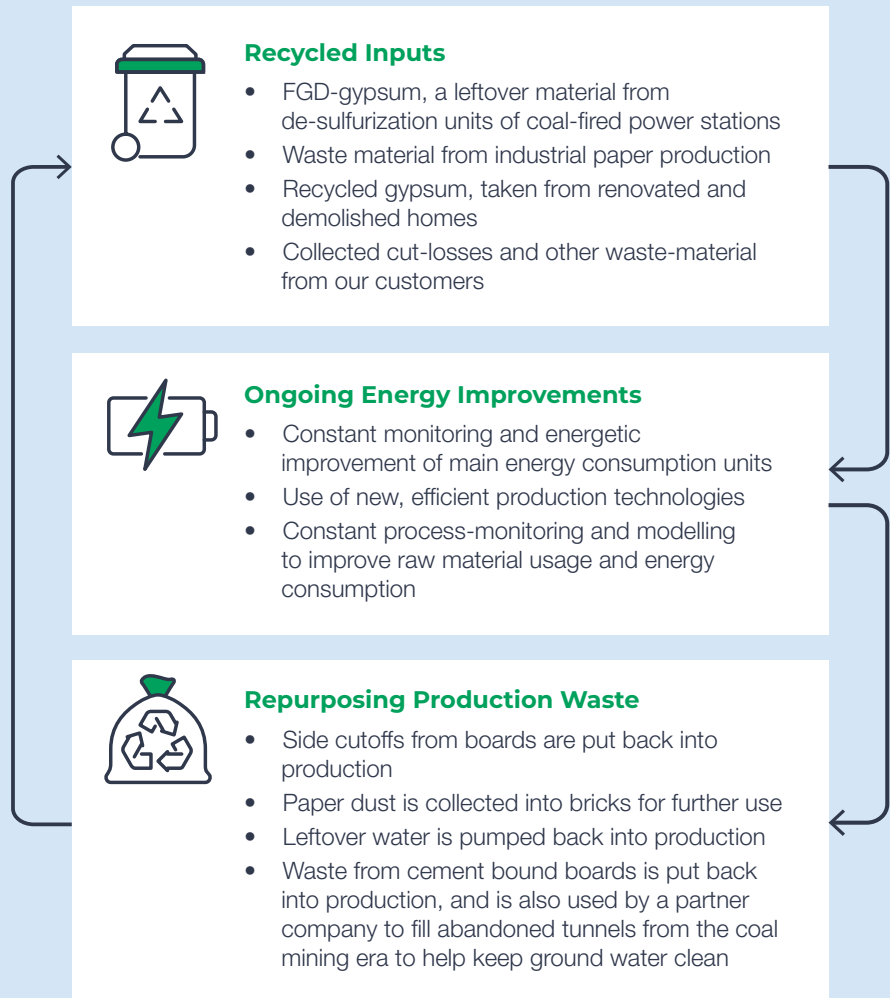 Recycled Inputs
• FGD-gypsum, a leftover material from
de-sulfurization units of coal-fired power stations
• Waste material from industrial paper production
• Recycled gypsum, taken from renovated and
demolished homes
• Collected cut-losses and other waste-material
from our customers
Ongoing Energy Improvements
• Constant monitoring and energetic
improvement of main energy consumption units
• Use of new, efficient production technologies
• Constant process-monitoring and modelling
to improve raw material usage and energy
consumption
Repurposing Production Waste
• Side cutoffs from boards are put back into
production
• Paper dust is collected into bricks for further use
• Leftover water is pumped back into production
• Waste from cement bound boards is put back
into production, and is also used by a partner
company to fill abandoned tunnels from the coal
mining era to help keep ground water clean